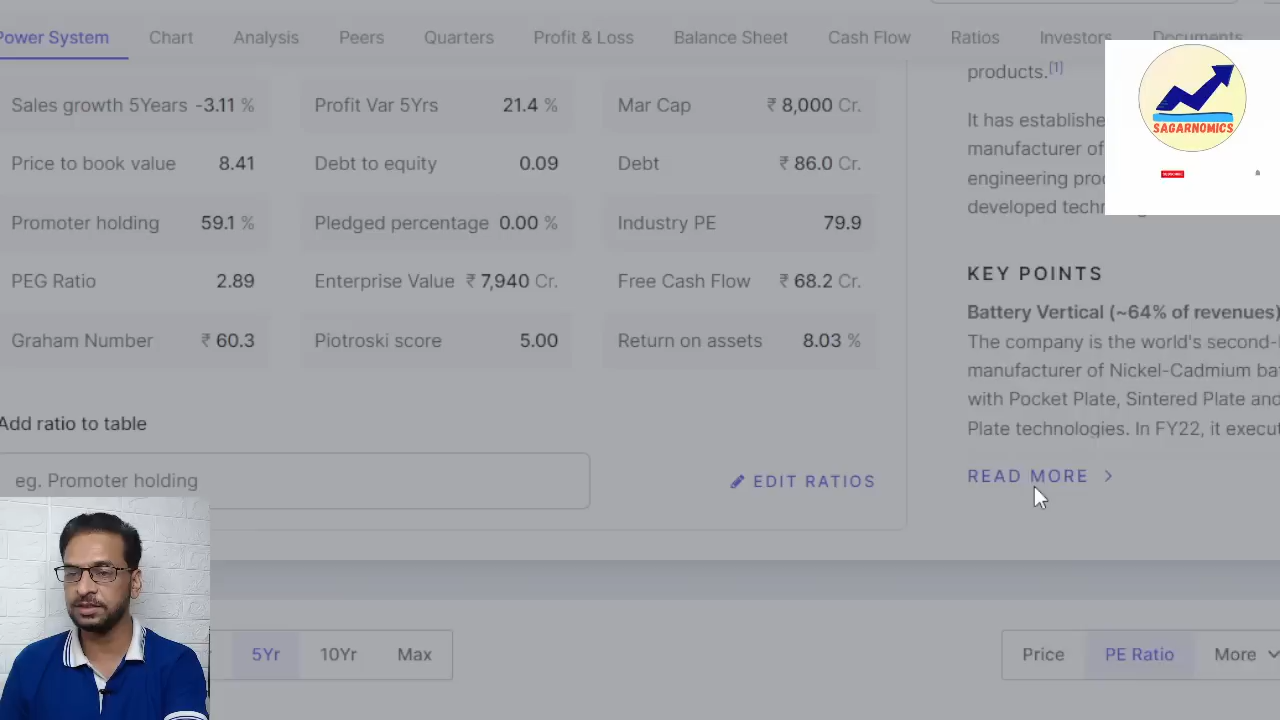 Power System Chart Analysis Peers Quarters Profit & Loss Balance Sheet Cash Flow Ratios Investors Documents
Sales growth 5Years -3.11 % Profit Var 5Yrs 21.4 % Mar Cap ₹ 8,000 Cr.
Price to book value 8.41 Debt to equity 0.09 Debt ₹ 86.0 Cr.
Promoter holding 59.1 % Pledged percentage 0.00 % Industry PE 79.9
PEG Ratio 2.89 Enterprise Value ₹ 7,940 Cr. Free Cash Flow ₹ 68.2 Cr.
Graham Number ₹ 60.3 Piotroski score 5.00 Return on assets 8.03 %
Add ratio to table
eg. Promoter holding
EDIT RATIOS
products.[1]
It has establishe
manufacturer of
engineering pro
developed techn
KEY POINTS
Battery Vertical (~64% of revenues)
The company is the world's second-
manufacturer of Nickel-Cadmium ba
with Pocket Plate, Sintered Plate and
Plate technologies. In FY22, it execu
READ MORE
SAGARNOMICS
5Yr 10Yr Max
Price PE Ratio More